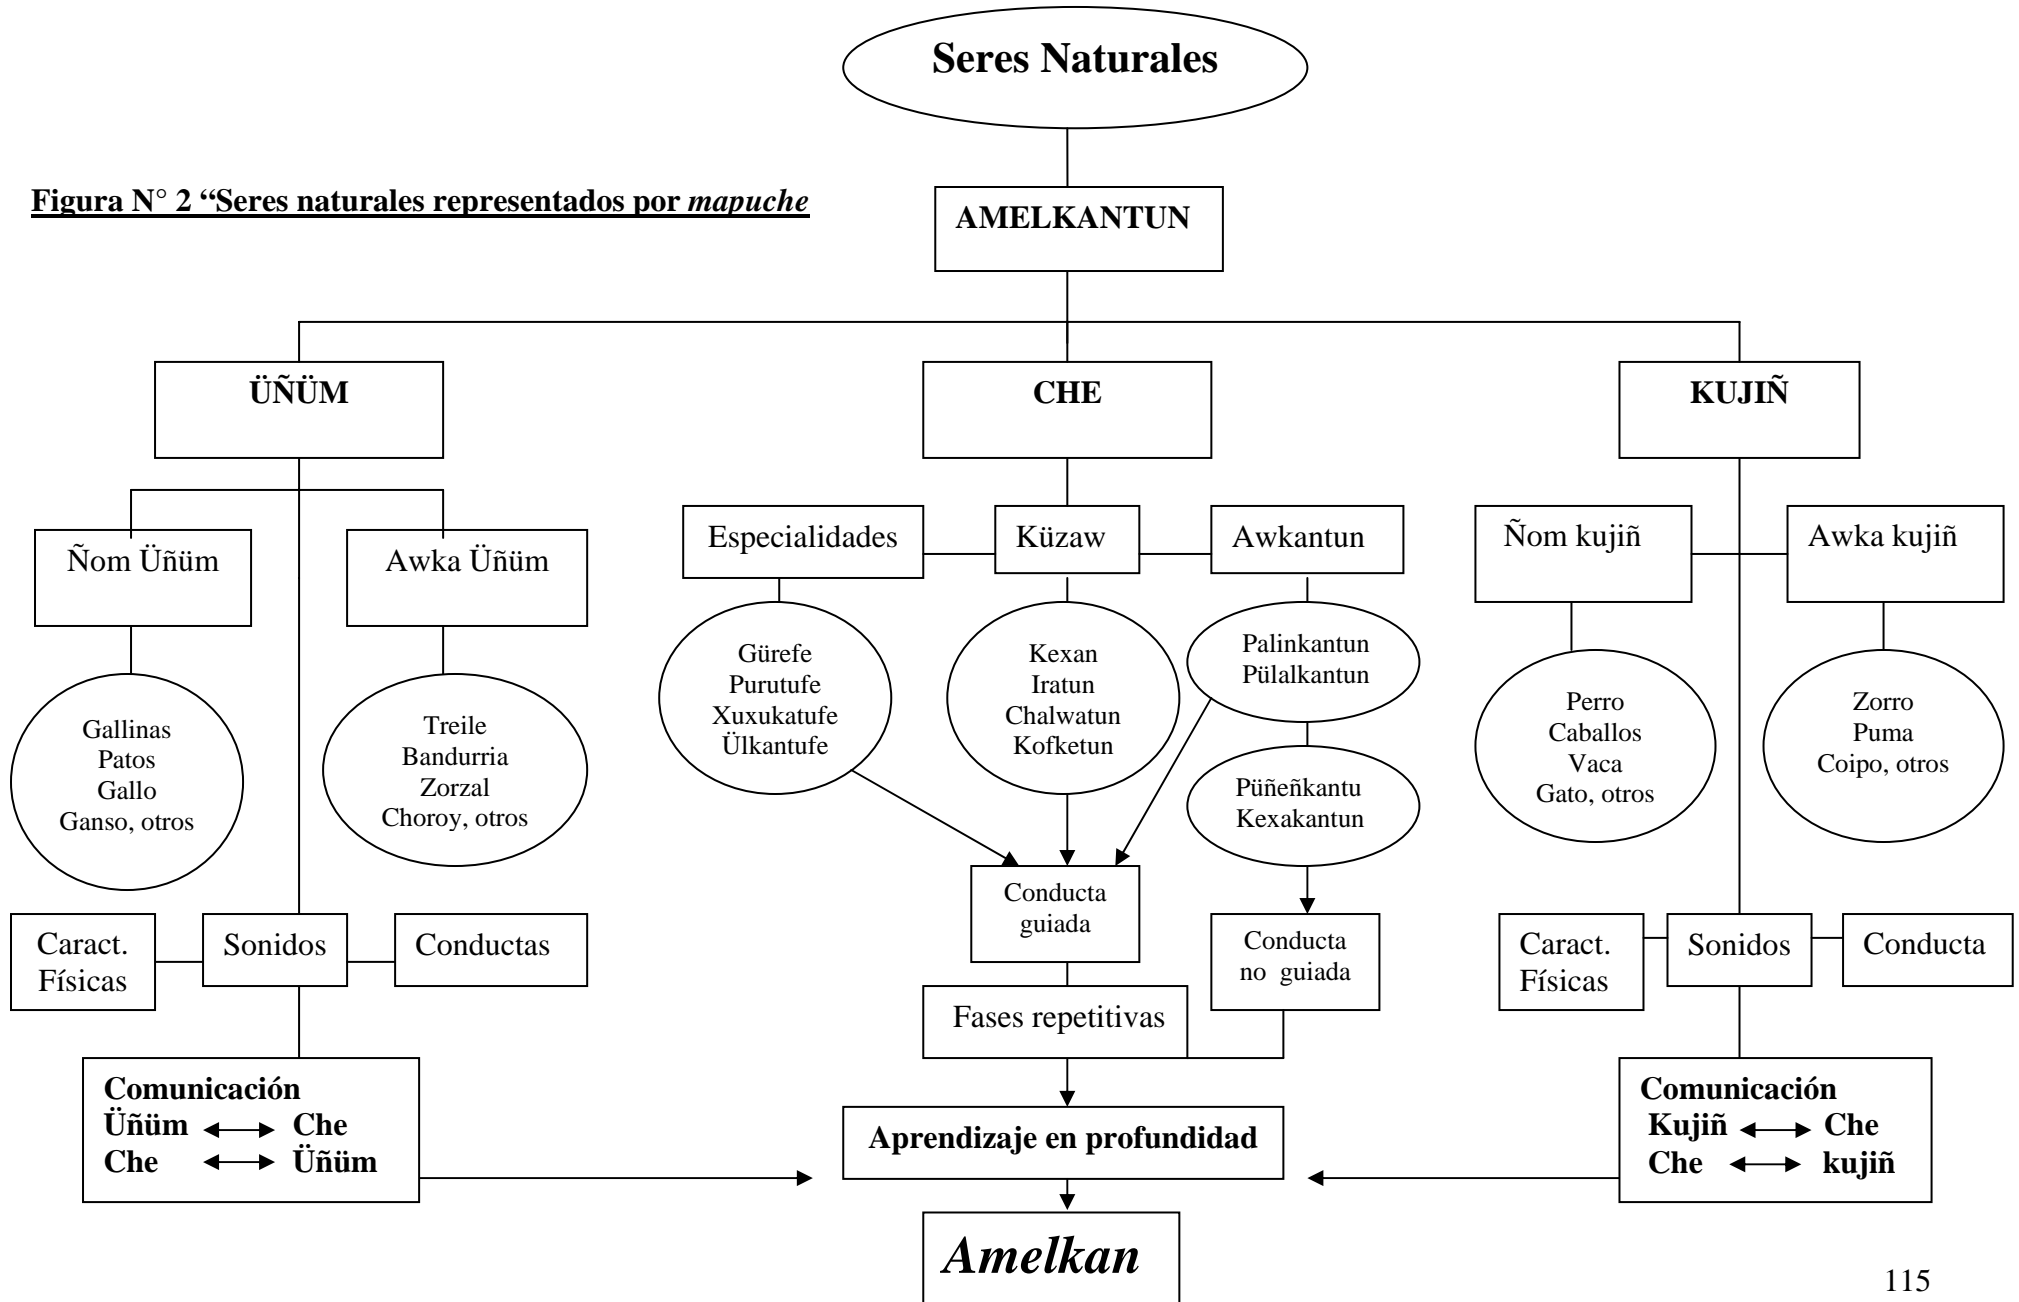 Seres Naturales
Figura N° 2 “Seres naturales representados por mapuche
AMELKANTUN
ÜÑÜM
CHE
KUJIÑ
Ñom Üñüm
Awka Üñüm
Especialidades
Küzaw
Awkantun
Ñom kujiñ
Awka kujiñ
Gallinas
Patos
Gallo
Ganso, otros
Treile
Bandurria
Zorzal
Choroy, otros
Gürefe
Purutufe
Xuxukatufe
Ülkantufe
Kexan
Iratun
Chalwatun
Kofketun
Palinkantun
Pülalkantun
Püñeñkantu
Kexakantun
Perro
Caballos
Vaca
Gato, otros
Zorro
Puma
Coipo, otros
Caract.
Físicas
Sonidos
Conductas
Conducta
guiada
Conducta
no guiada
Caract.
Físicas
Sonidos
Conducta
Fases repetitivas
Comunicación
Üñüm ↔ Che
Che ↔ Üñüm
Aprendizaje en profundidad
Comunicación
Kujiñ ↔ Che
Che ↔ kujiñ
Amelkan
115